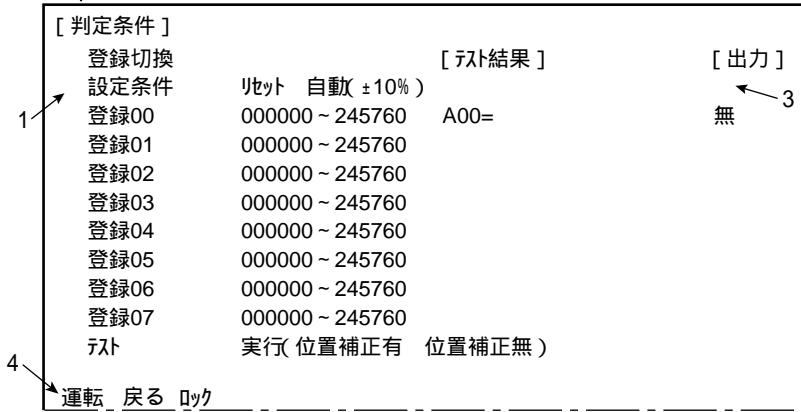 [ 判定条件 ]
登録切換 [ ﾃｽﾄ結果 ] [ 出力 ]
設定条件 ﾘｾｯﾄ 自動( ±10% )
3
1
登録00 000000 ~ 245760 A00= 無
登録01 000000 ~ 245760
登録02 000000 ~ 245760
登録03 000000 ~ 245760
登録04 000000 ~ 245760
登録05 000000 ~ 245760
登録06 000000 ~ 245760
登録07 000000 ~ 245760
ﾃｽﾄ 実行( 位置補正有 位置補正無 )
4
運転 戻る ﾛｯｸ